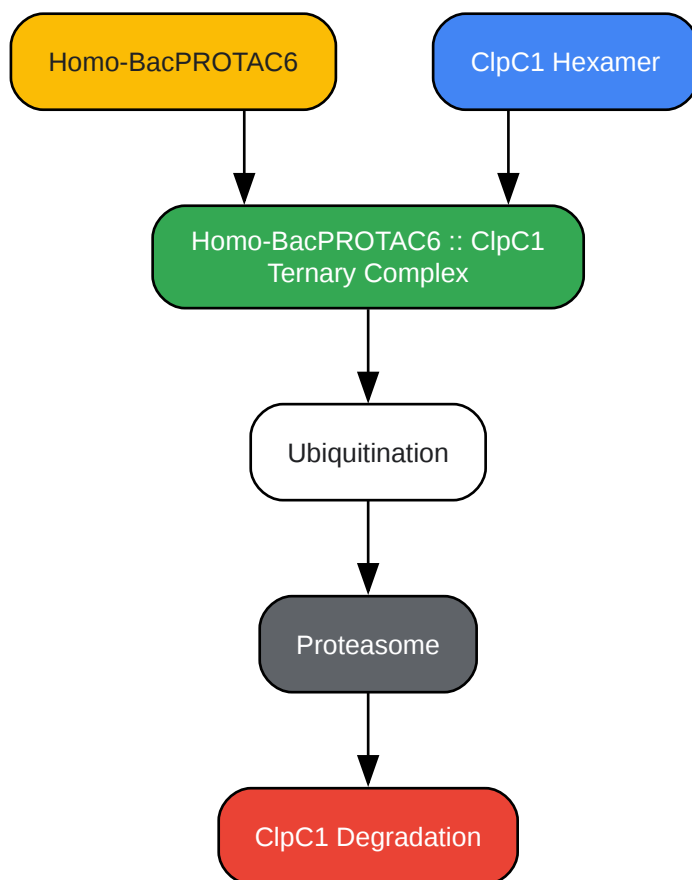 Homo-BacPROTAC6
ClpC1 Hexamer
Homo-BacPROTAC6 :: ClpC1
Ternary Complex
Ubiquitination
Proteasome
ClpC1 Degradation